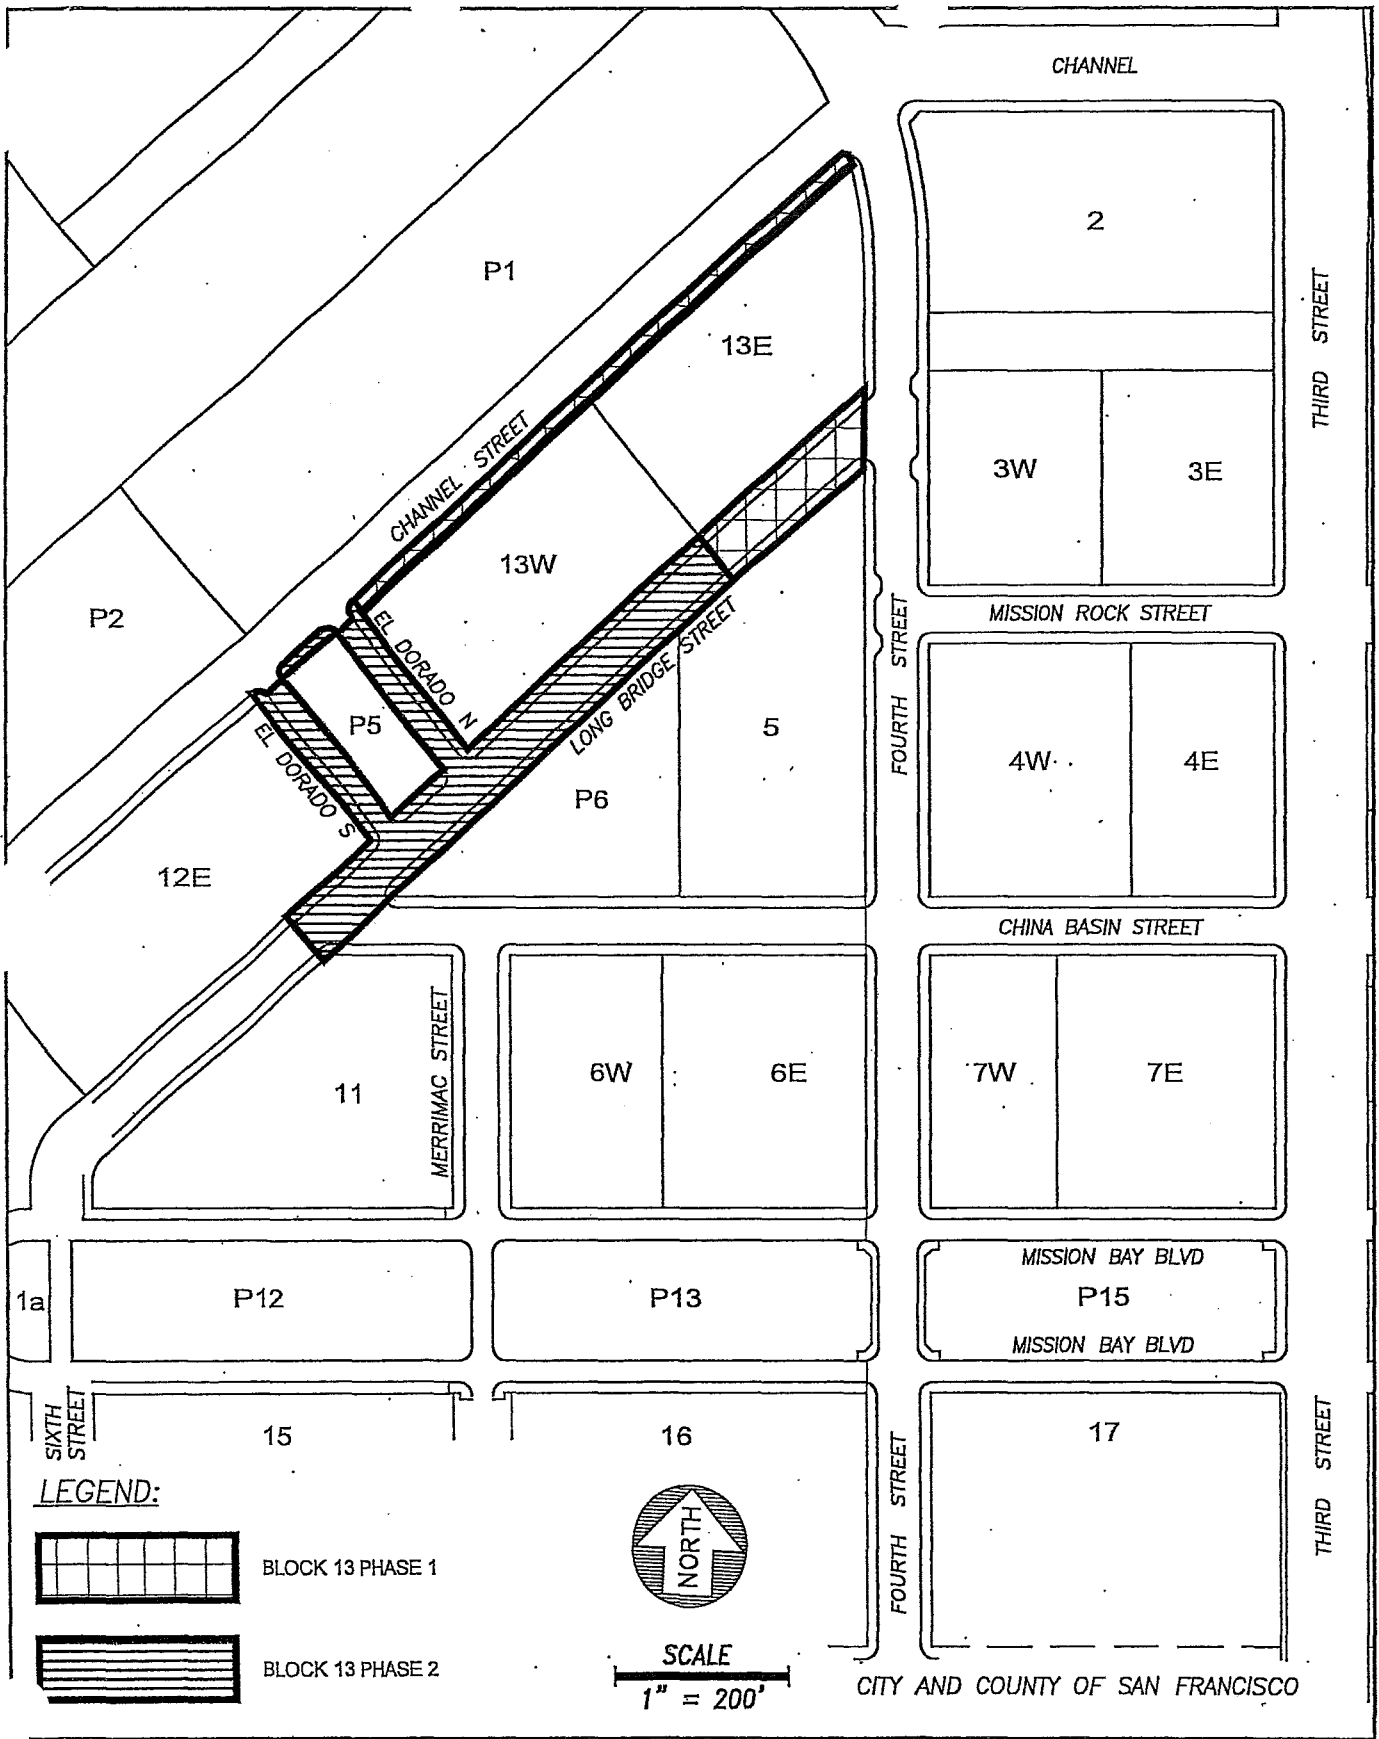 CHANNEL
2
P1
THIRD STREET
13E
CHANNEL STREET
3W
3E
13W
P2
EL DORADO N
MISSION ROCK STREET
FOURTH STREET
LONG BRIDGE STREET
P5
EL DORADO S
5
4W
4E
P6
12E
CHINA BASIN STREET
MERRIMAC STREET
11
6W
6E
7W
7E
MISSION BAY BLVD
1a
P12
P13
P15
MISSION BAY BLVD
SIXTH
STREET
15
16
17
FOURTH STREET
THIRD STREET
LEGEND:
BLOCK 13 PHASE 1
NORTH
BLOCK 13 PHASE 2
SCALE
1" = 200'
CITY AND COUNTY OF SAN FRANCISCO